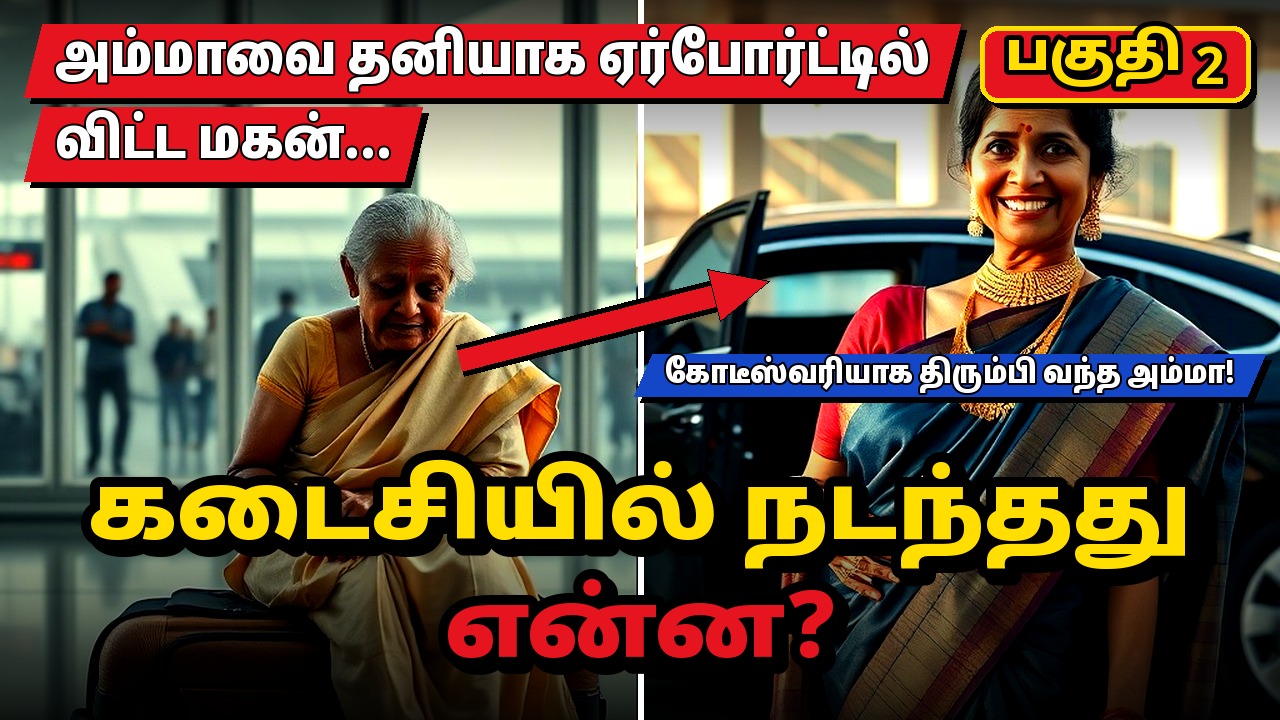 அம்மாவை தனியாக ஏர்போர்ட்டில்
விட்ட மகன்...
பகுதி 2
கோடீஸ்வரியாக திரும்பி வந்த அம்மா!
கடைசியில் நடந்தது
என்ன?